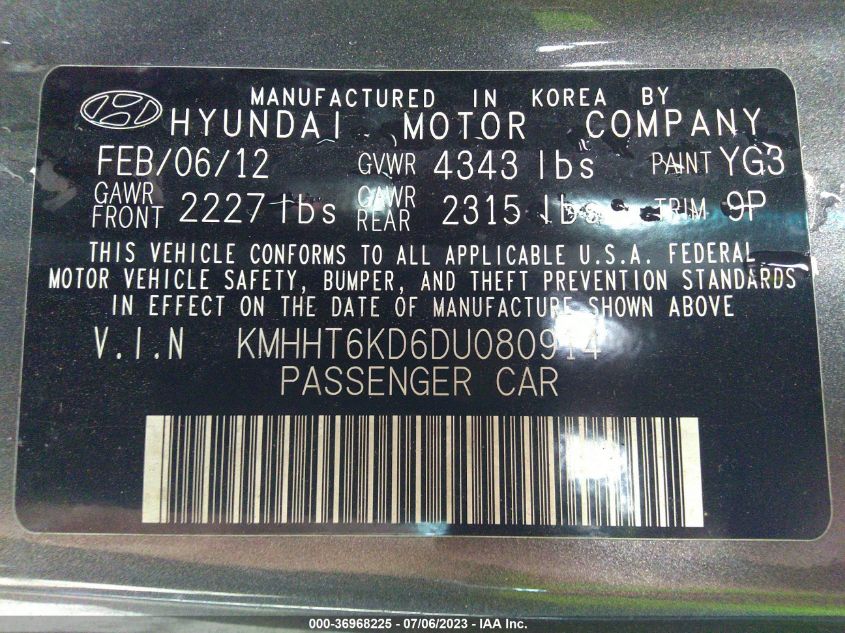 MANUFACTURED IN KOREA BY
HYUNDAI MOTOR COMPANY
FEB/06/12 GVWR 4343 lbs PAINT YG3
GAWR FRONT 2227 lbs GAWR REAR 2315 lbs TRIM 9P
THIS VEHICLE CONFORMS TO ALL APPLICABLE U.S.A. FEDERAL
MOTOR VEHICLE SAFETY, BUMPER, AND THEFT PREVENTION STANDARDS
IN EFFECT ON THE DATE OF MANUFACTURE SHOWN ABOVE
V.I.N KMHHT6KD6DU080914
PASSENGER CAR
000-36968225 - 07/06/2023 - © IAA Inc.